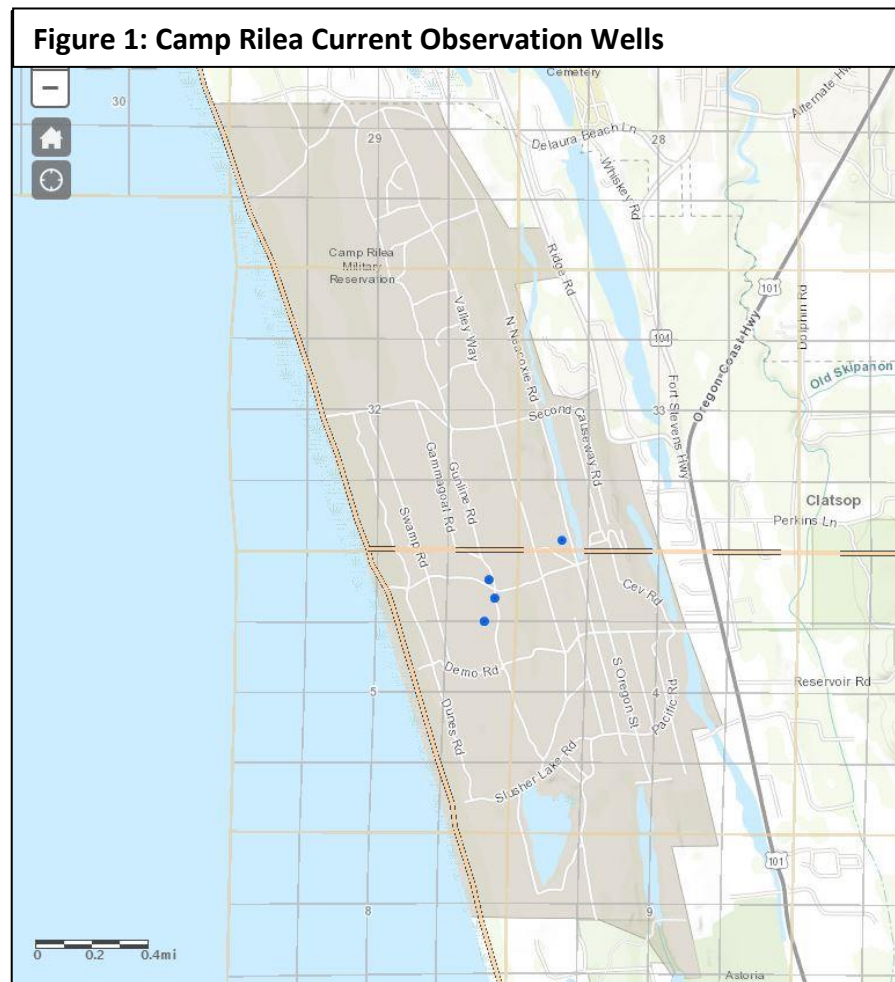 Figure 1: Camp Rilea Current Observation Wells
−
30
Cemetery
Alternate Hw
29
28
Delaura Beach Ln
Whiskey Rd
Camp Rilea
Military
Reservation
Ridge Rd
101
Oregon Coast Hwy
Dolphin Rd
Valley Way
N Neacoxie Rd
104
Old Skipanon
Fort Stevens Hwy
32
Second
33
Causeway Rd
Gammagoat Rd
Gunline Rd
Swamp Rd
Clatsop
Perkins Ln
Cev Rd
Demo Rd
5
S Oregon St
4
Pacific Rd
Reservoir Rd
Dunes Rd
Slusher Lake Rd
101
8
9
0 0.2 0.4mi
Astoria